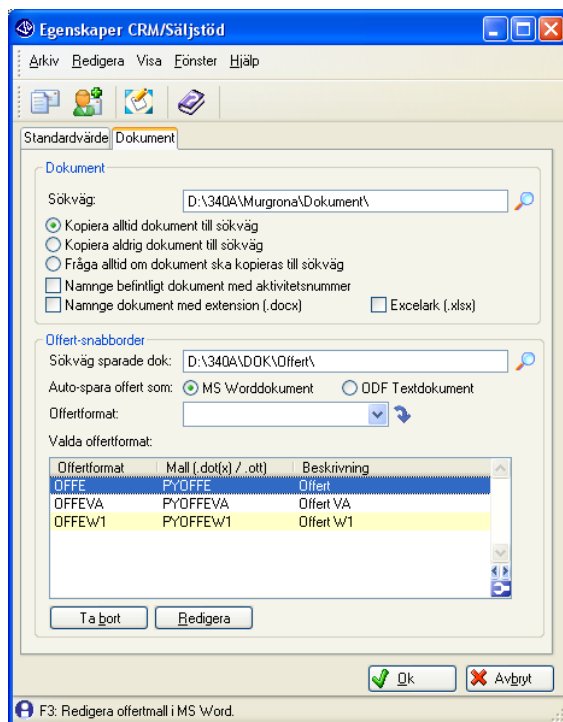 Egenskaper CRM/Säljstöd
Arkiv Redigera Visa Fönster Hjälp
Standardvärde Dokument
Dokument
Sökväg: D:\340A\Murgrona\Dokument\
Kopiera alltid dokument till sökväg
Kopiera aldrig dokument till sökväg
Fråga alltid om dokument ska kopieras till sökväg
Namnge befintligt dokument med aktivitetsnummer
Namnge dokument med extension (.docx) Excelark (.xlsx)
Offert-snabborder
Sökväg sparade dok: D:\340A\DOK\Offert\
Auto-spara offert som: MS Worddokument ODF Textdokument
Offertformat:
Valda offertformat:
Offertformat Mall (.dot(x) / .ott) Beskrivning
OFFE PYOFFE Offert
OFFEVA PYOFFEVA Offert VA
OFFEW1 PYOFFEW1 Offert W1
Ta bort Redigera
Ok Avbryt
F3: Redigera offertmall i MS Word.